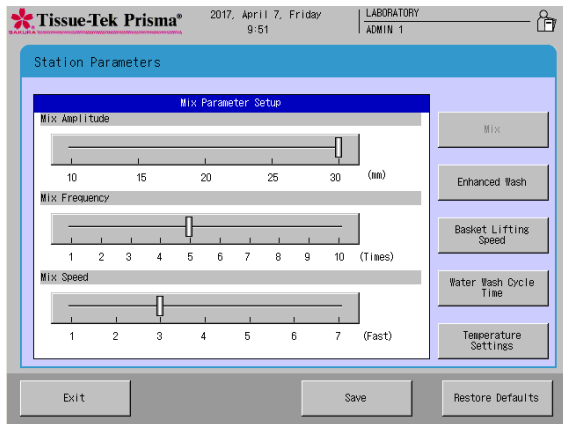 Tissue-Tek Prisma®
SAKURA
2017, April 7, Friday
9:51
LABORATORY
ADMIN 1
Station Parameters
Mix Parameter Setup
Mix Amplitude
10 15 20 25 30 (mm)
Mix Frequency
1 2 3 4 5 6 7 8 9 10 (Times)
Mix Speed
1 2 3 4 5 6 7 (Fast)
Mix
Enhanced Wash
Basket Lifting
Speed
Water Wash Cycle
Time
Temperature
Settings
Exit
Save
Restore Defaults